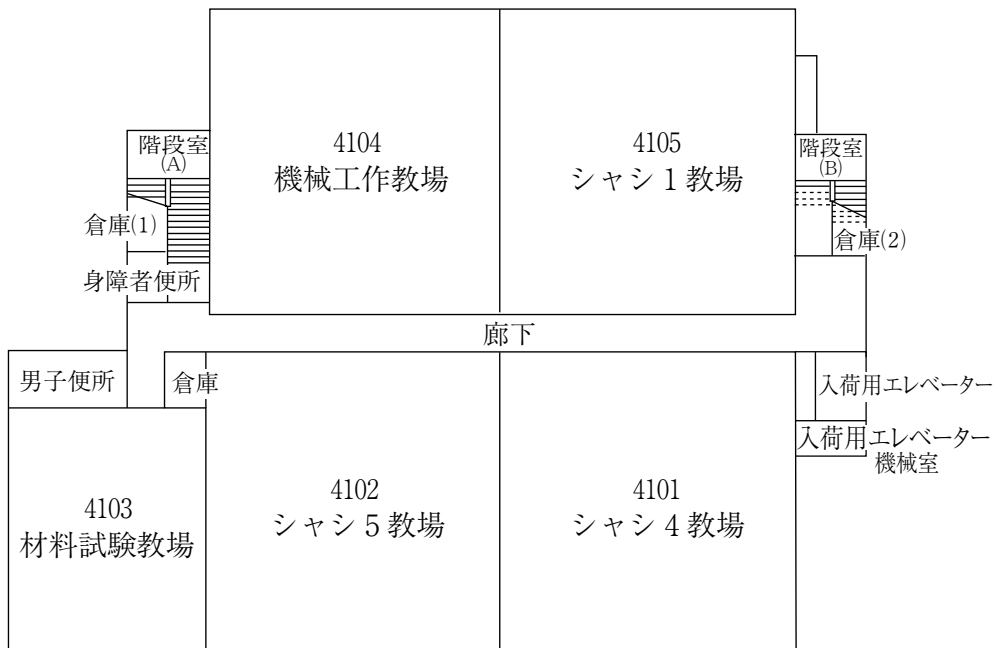 4104
機械工作教場
4105
シャシ1教場
階段室
(A)
階段室
(B)
倉庫(1)
倉庫(2)
身障者便所
廊下
男子便所
倉庫
入荷用エレベーター
入荷用エレベーター
機械室
4103
材料試験教場
4102
シャシ5教場
4101
シャシ4教場